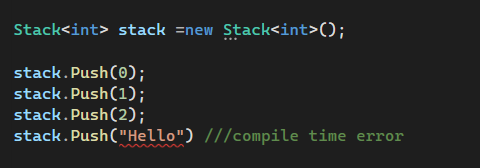 Stack<int> stack =new Stack<int>();
stack.Push(0);
stack.Push(1);
stack.Push(2);
stack.Push("Hello") ///compile time error